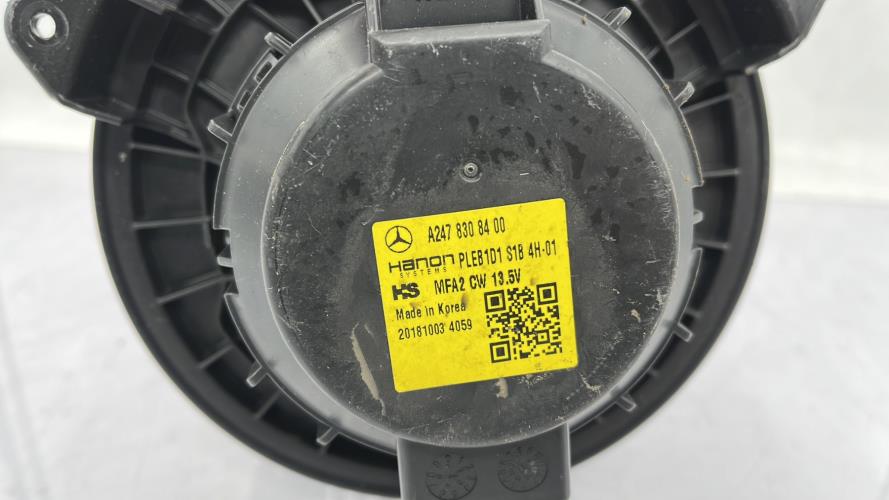 A247 830 84 00
Hanon PLEB1D1 S1B 4H-01
SYSTEMS
HS MFA2 CW 13.5V
Made in Korea
20181003 4059